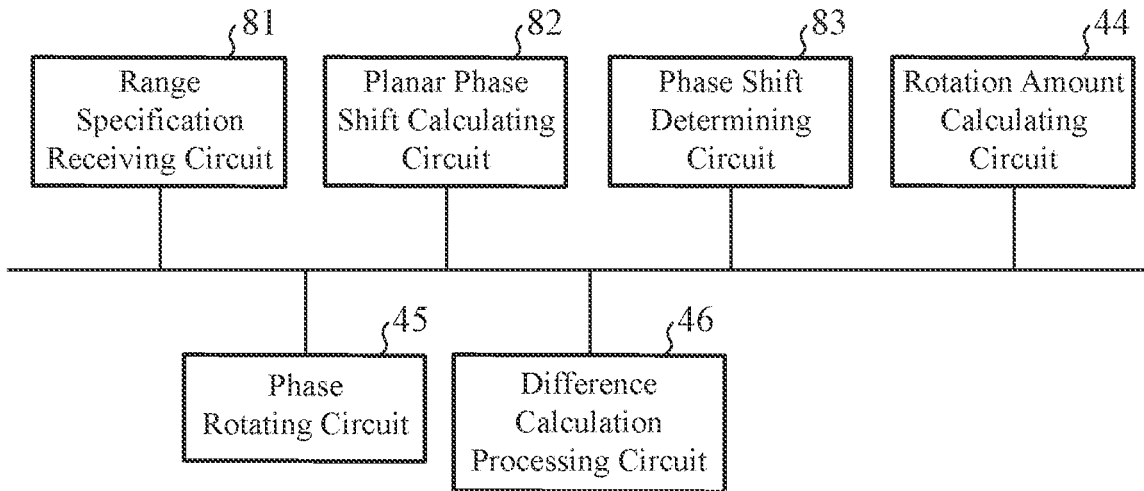 81
82
83
44
Range
Specification
Receiving Circuit
Planar Phase
Shift Calculating
Circuit
Phase Shift
Determining
Circuit
Rotation Amount
Calculating
Circuit
45
46
Phase
Rotating Circuit
Difference
Calculation
Processing Circuit